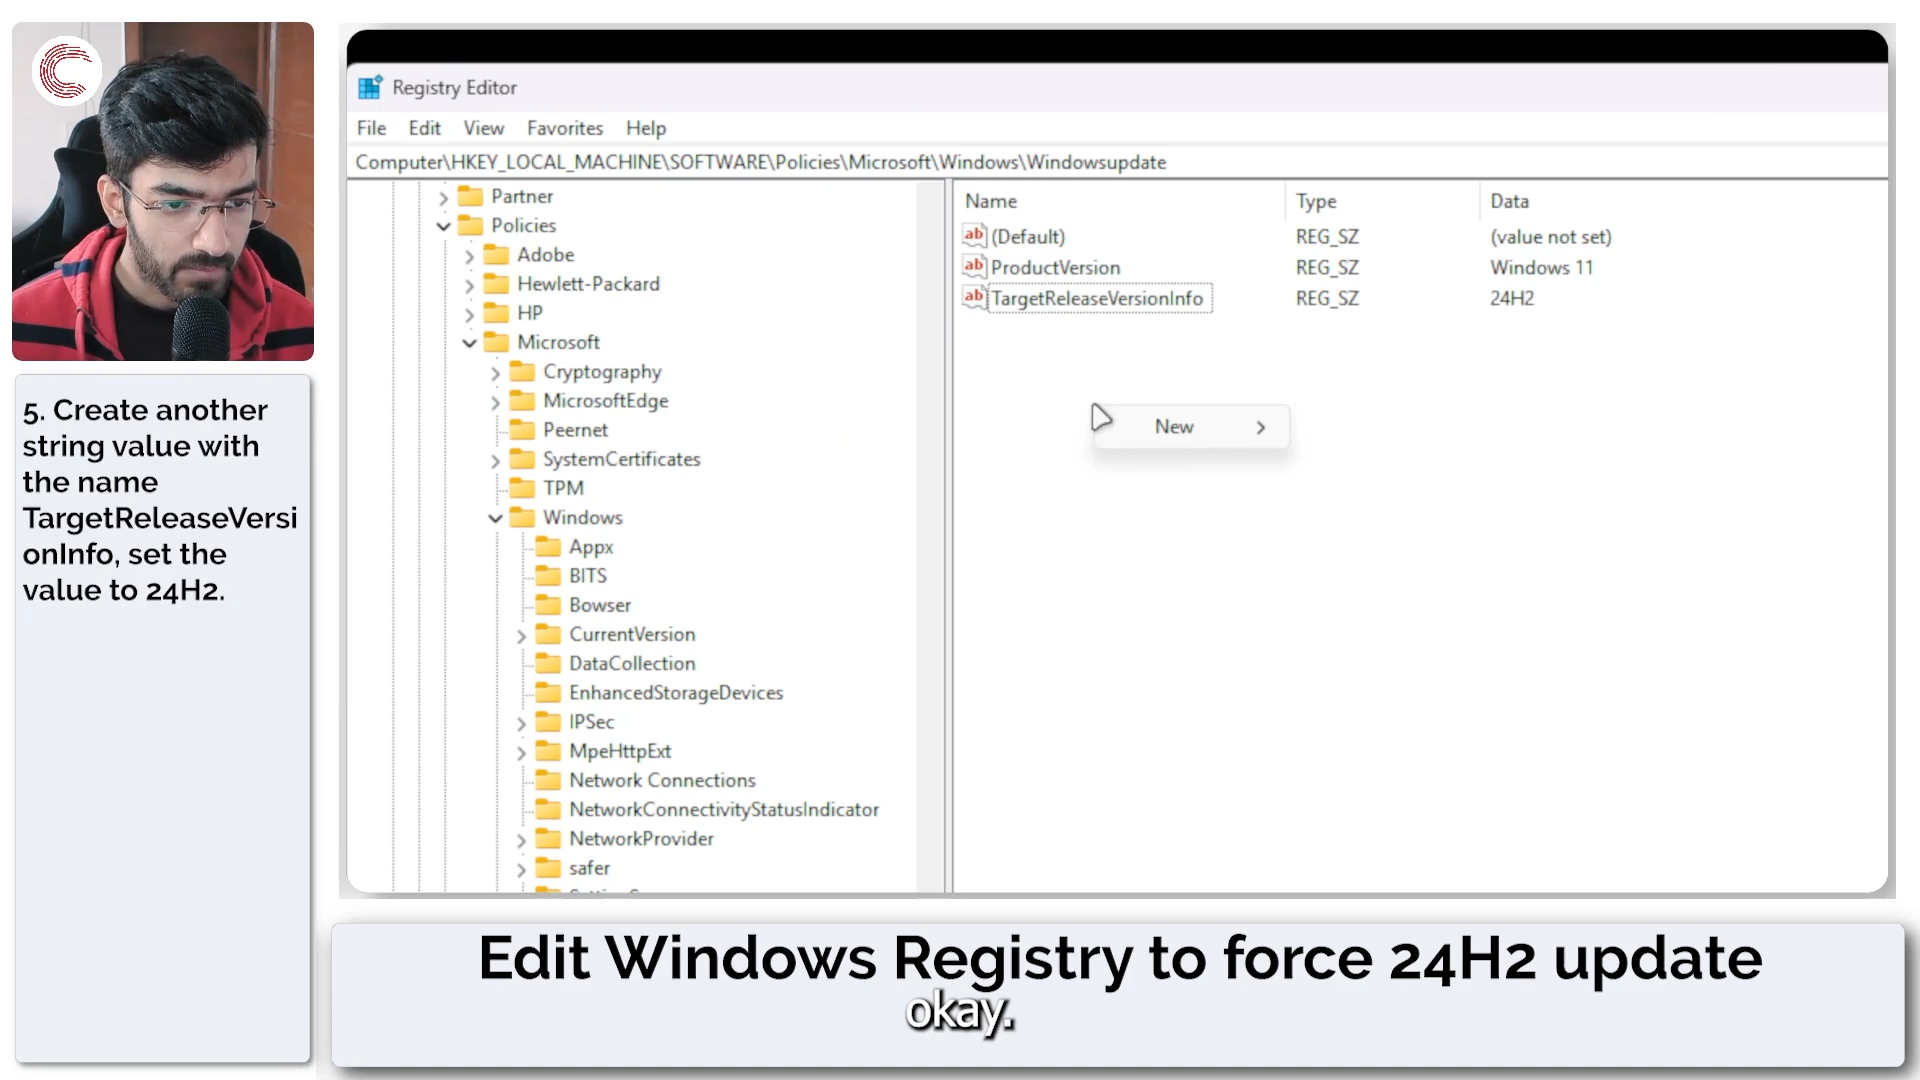 Registry Editor
File Edit View Favorites Help
Computer\HKEY_LOCAL_MACHINE\SOFTWARE\Policies\Microsoft\Windows\Windowsupdate
Partner
Policies
Adobe
Hewlett-Packard
HP
Microsoft
Cryptography
MicrosoftEdge
Peernet
SystemCertificates
TPM
Windows
Appx
BITS
Bowser
CurrentVersion
DataCollection
EnhancedStorageDevices
IPSec
MpeHttpExt
Network Connections
NetworkConnectivityStatusIndicator
NetworkProvider
safer
Name Type Data
ab (Default) REG_SZ (value not set)
ab ProductVersion REG_SZ Windows 11
ab TargetReleaseVersionInfo REG_SZ 24H2
New
5. Create another
string value with
the name
TargetReleaseVersi
onInfo, set the
value to 24H2.
Edit Windows Registry to force 24H2 update
okay.